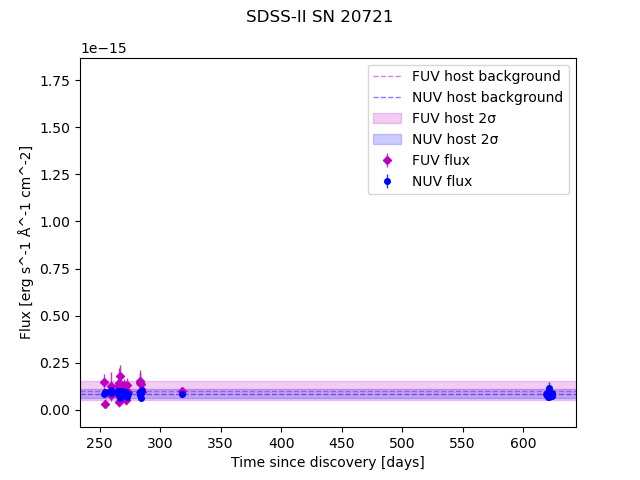 SDSS-II SN 20721
1e−15
FUV host background
NUV host background
FUV host 2σ
NUV host 2σ
FUV flux
NUV flux
1.75
1.50
1.25
1.00
0.75
0.50
0.25
0.00
Flux [erg s^-1 Å^-1 cm^-2]
250 300 350 400 450 500 550 600
Time since discovery [days]